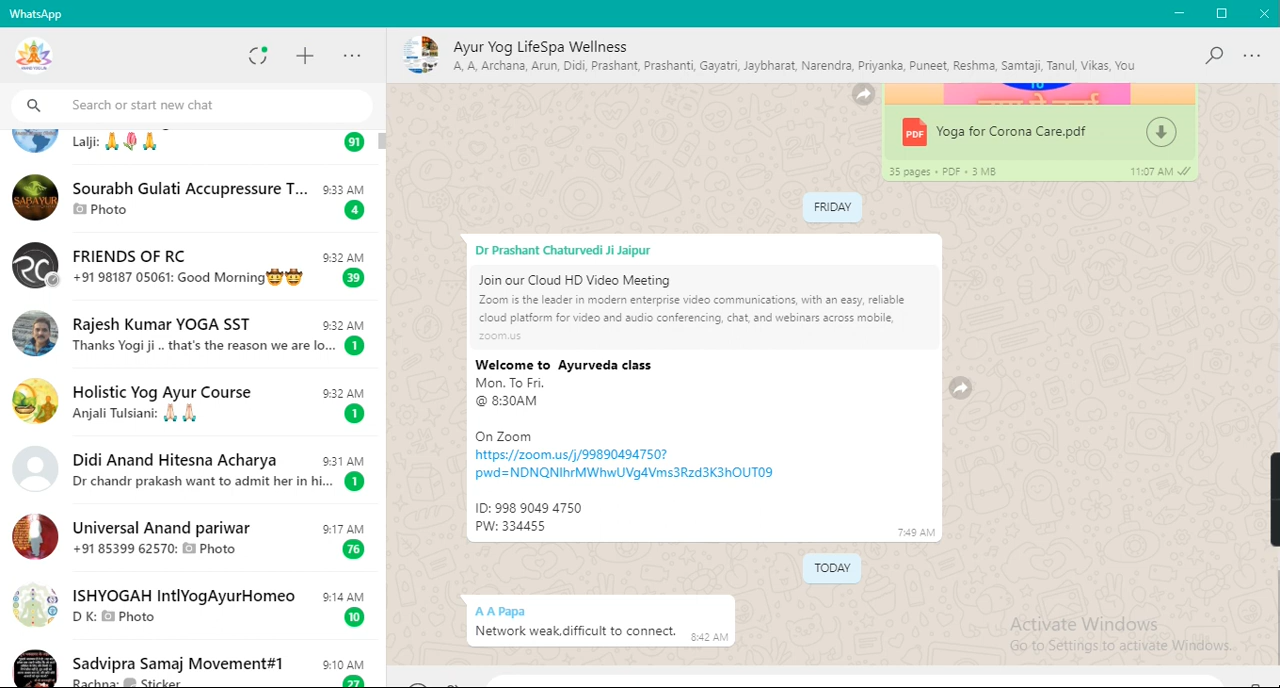 WhatsApp
Search or start new chat
Lalji: 🙏🌷🙏
91
Sourabh Gulati Accupressure T... 9:33 AM
Photo
4
FRIENDS OF RC 9:32 AM
+91 98187 05061: Good Morning🤠🤠
39
Rajesh Kumar YOGA SST 9:32 AM
Thanks Yogi ji .. that's the reason we are lo...
1
Holistic Yog Ayur Course 9:32 AM
Anjali Tulsiani: 🙏🏻🙏🏻
1
Didi Anand Hitesna Acharya 9:31 AM
Dr chandr prakash want to admit her in hi...
1
Universal Anand pariwar 9:17 AM
+91 85399 62570: Photo
76
ISHYOGAH IntlYogAyurHomeo 9:14 AM
D K: Photo
10
Sadvipra Samaj Movement#1 9:10 AM
Rachna: Sticker
27
Ayur Yog LifeSpa Wellness
A, A, Archana, Arun, Didi, Prashant, Prashanti, Gayatri, Jaybharat, Narendra, Priyanka, Puneet, Reshma, Samtaji, Tanul, Vikas, You
PDF
Yoga for Corona Care.pdf
35 pages • PDF • 3 MB
11:07 AM
FRIDAY
Dr Prashant Chaturvedi Ji Jaipur
Join our Cloud HD Video Meeting
Zoom is the leader in modern enterprise video communications, with an easy, reliable
cloud platform for video and audio conferencing, chat, and webinars across mobile,
zoom.us
Welcome to Ayurveda class
Mon. To Fri.
@ 8:30AM
On Zoom
https://zoom.us/j/99890494750?
pwd=NDNQNlhrMWhwUVg4Vms3Rzd3K3hOUT09
ID: 998 9049 4750
PW: 334455
7:49 AM
TODAY
A A Papa
Network weak,difficult to connect.
8:42 AM
Activate Windows
Go to Settings to activate Windows.